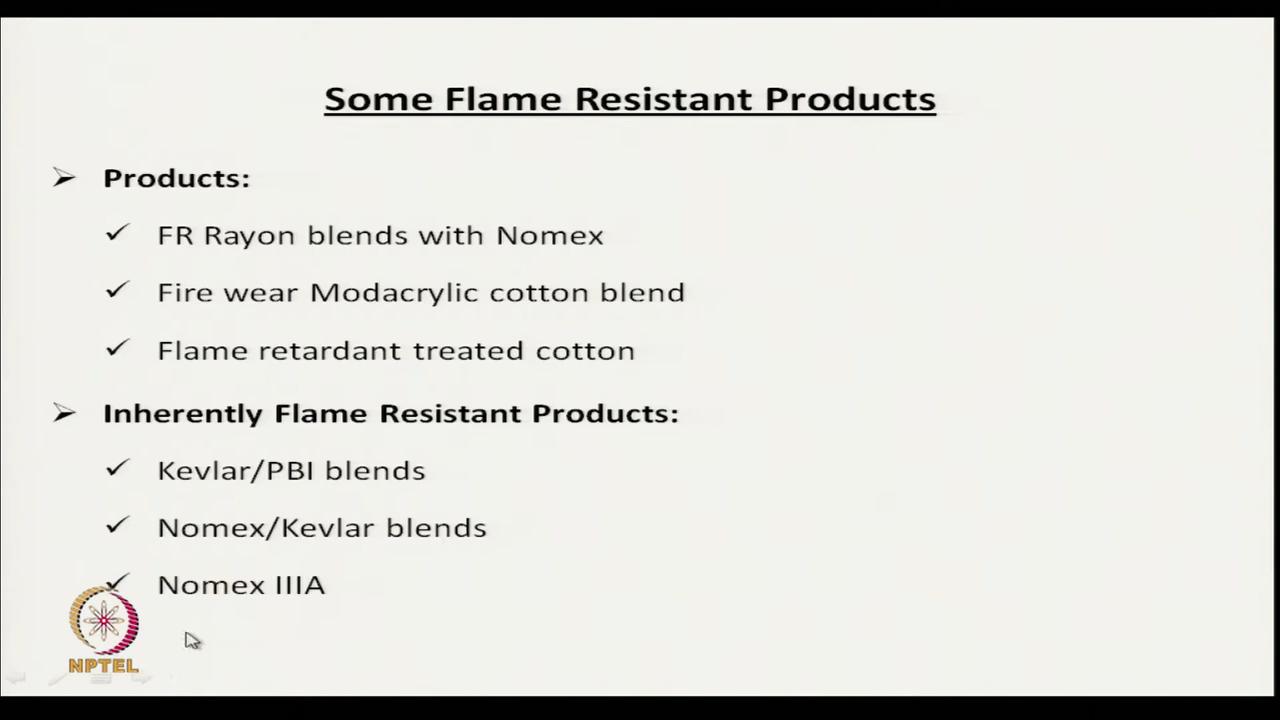 Some Flame Resistant Products
Products:
FR Rayon blends with Nomex
Fire wear Modacrylic cotton blend
Flame retardant treated cotton
Inherently Flame Resistant Products:
Kevlar/PBI blends
Nomex/Kevlar blends
Nomex IIIA
NPTEL